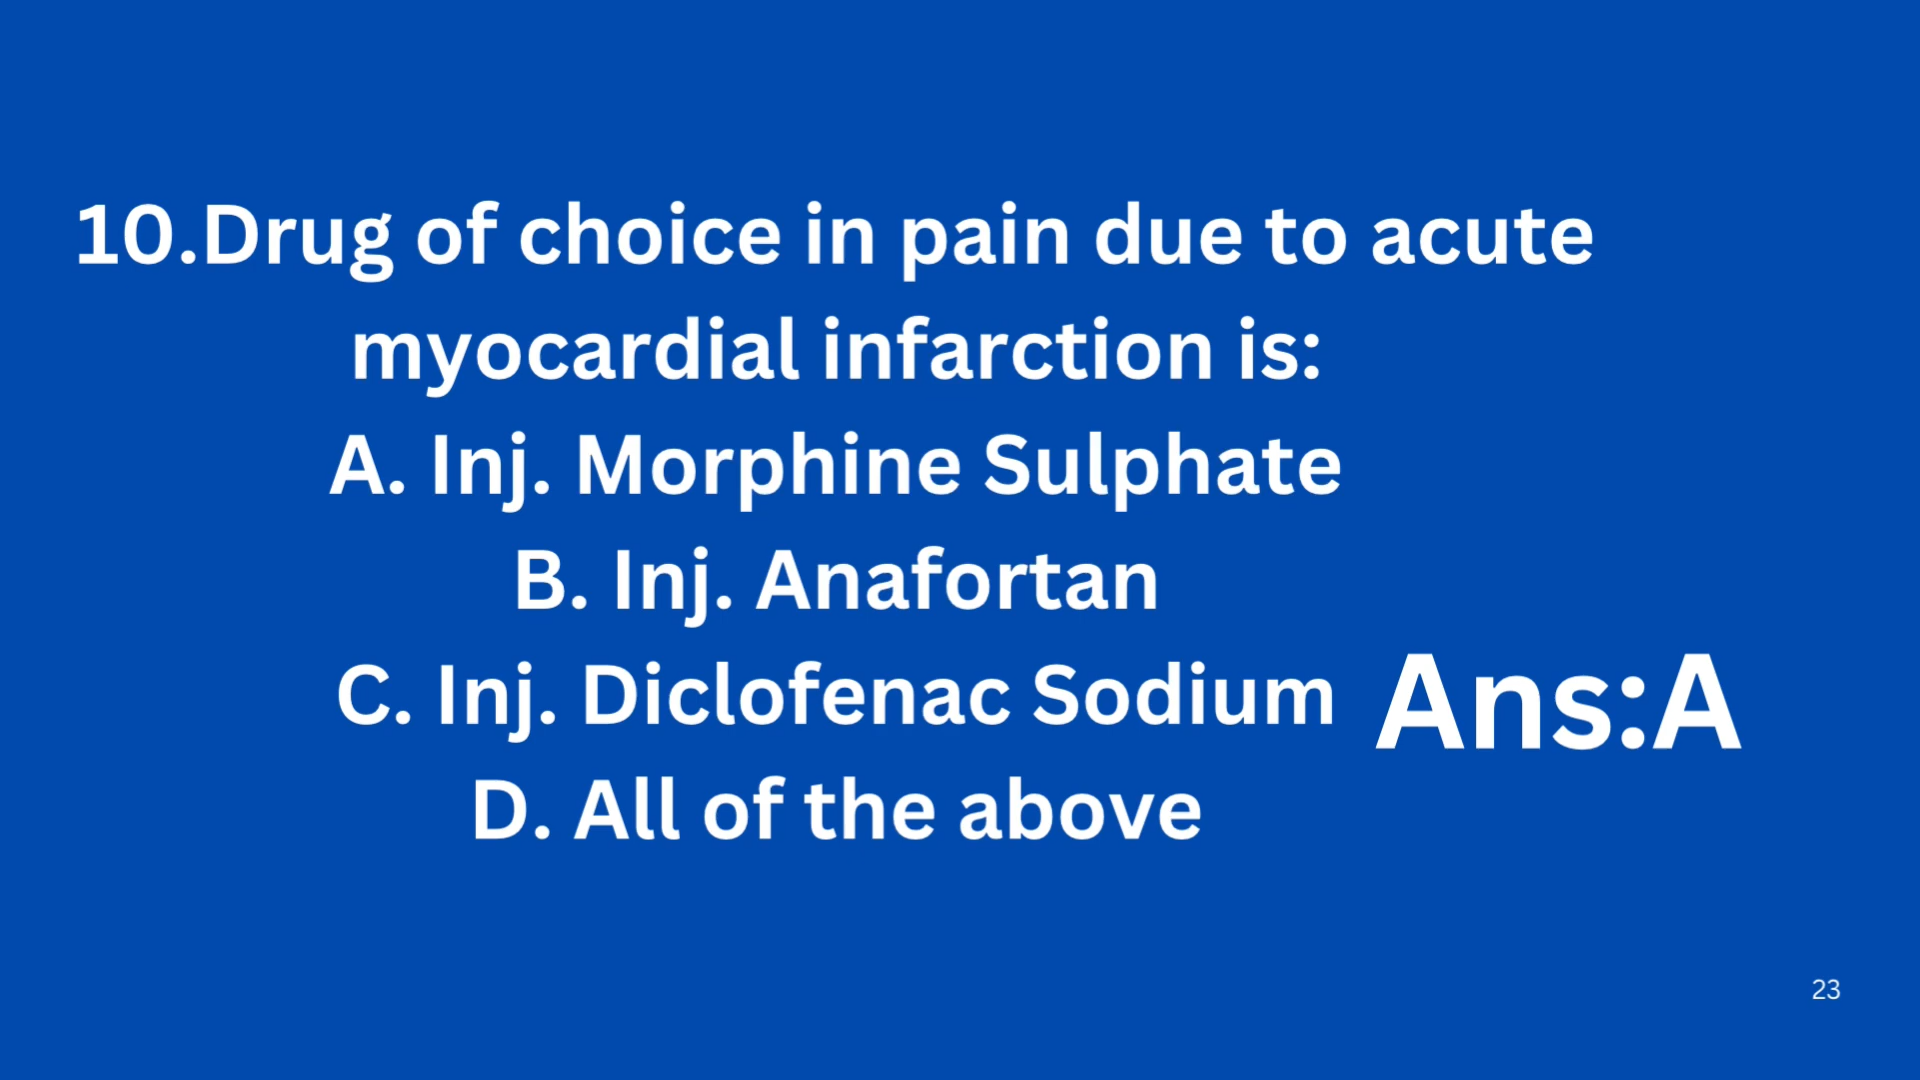 10.Drug of choice in pain due to acute
myocardial infarction is:
A. Inj. Morphine Sulphate
B. Inj. Anafortan
C. Inj. Diclofenac Sodium
Ans:A
D. All of the above
23